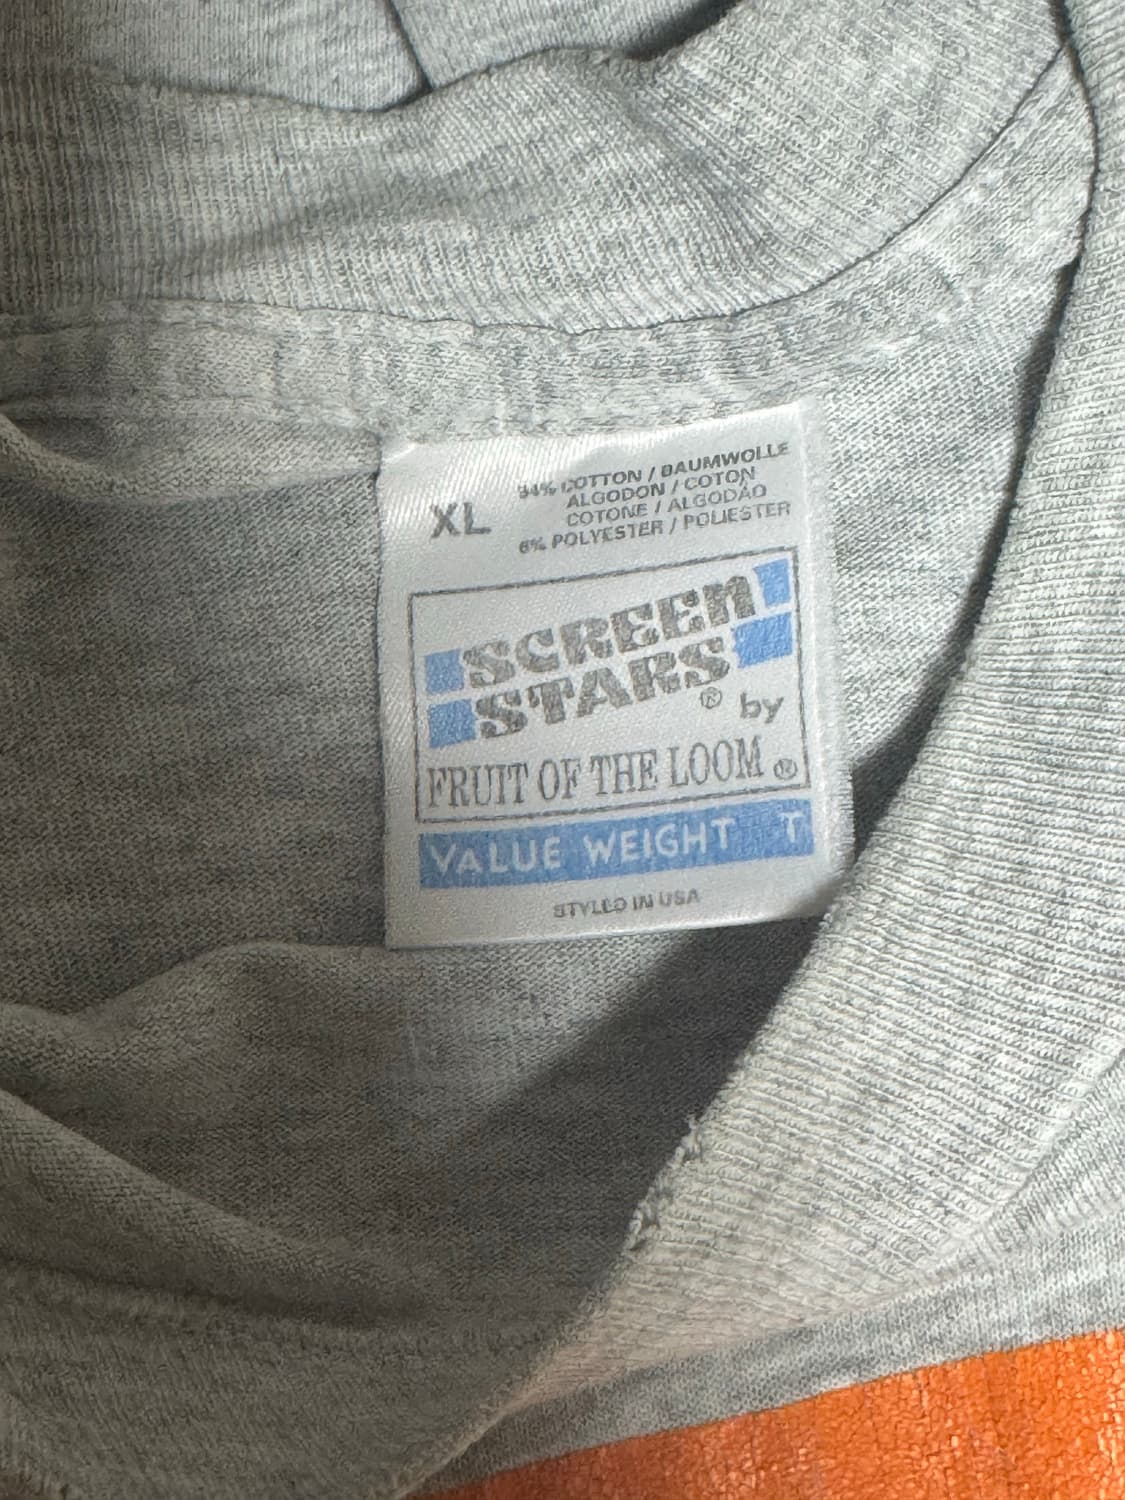 XL
94% COTTON / BAUMWOLLE
ALGODON / COTON
COTONE / ALGODÃO
6% POLYESTER / POLIESTER
SCREEN
STARS
® by
FRUIT OF THE LOOM ®
VALUE WEIGHT T
STYLED IN USA